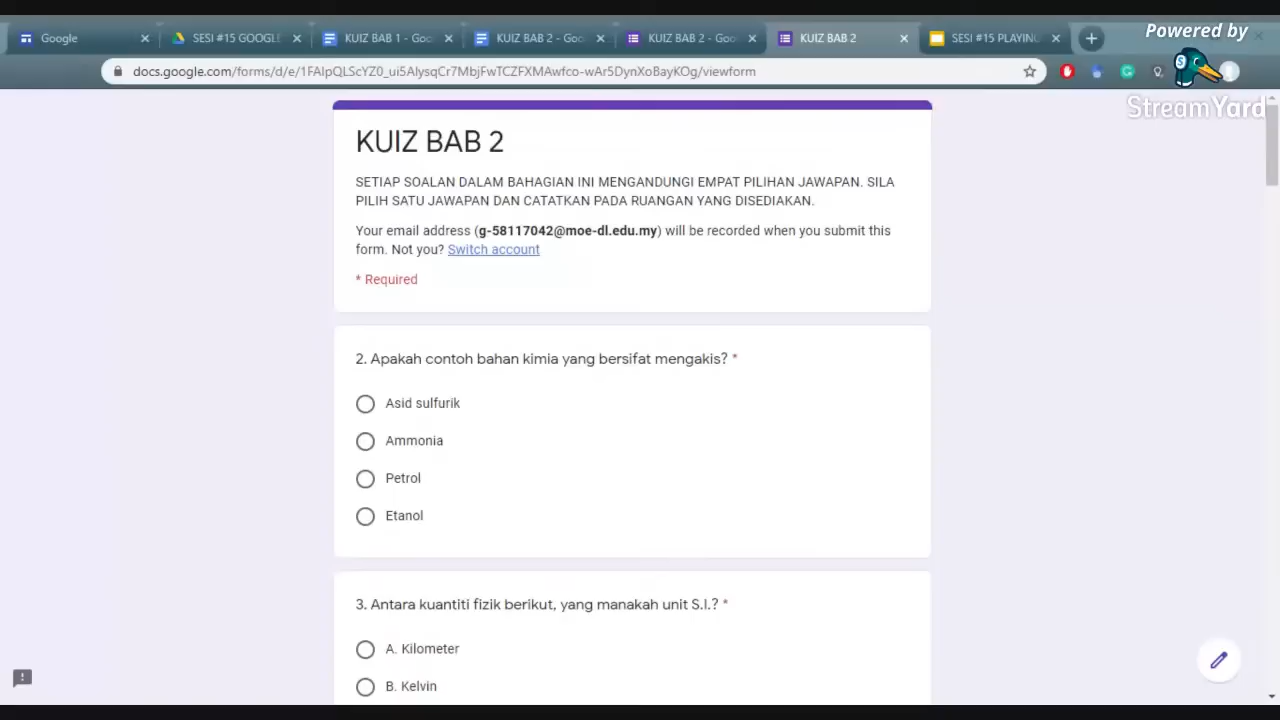 Google
SESI #15 GOOGLE
KUIZ BAB 1 - Goo
KUIZ BAB 2 - Goo
KUIZ BAB 2 - Goo
KUIZ BAB 2
SESI #15 PLAYING
Powered by
StreamYard
docs.google.com/forms/d/e/1FAIpQLScYZ0_ui5AlysqCr7MbjFwTCZFXMAwfco-wAr5DynXoBayKOg/viewform
KUIZ BAB 2
SETIAP SOALAN DALAM BAHAGIAN INI MENGANDUNGI EMPAT PILIHAN JAWAPAN. SILA
PILIH SATU JAWAPAN DAN CATATKAN PADA RUANGAN YANG DISEDIAKAN.
Your email address (g-58117042@moe-dl.edu.my) will be recorded when you submit this
form. Not you? Switch account
* Required
2. Apakah contoh bahan kimia yang bersifat mengakis? *
Asid sulfurik
Ammonia
Petrol
Etanol
3. Antara kuantiti fizik berikut, yang manakah unit S.I.? *
A. Kilometer
B. Kelvin